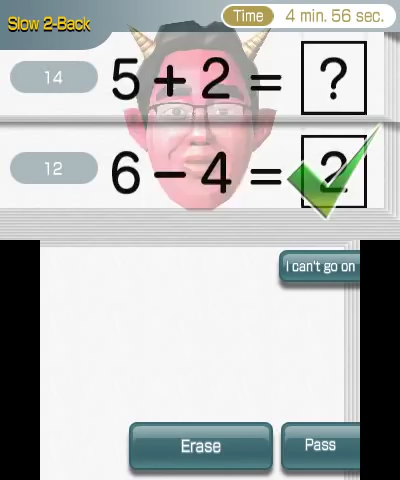 Slow 2-Back
Time 4 min. 56 sec.
14 5 + 2 = ?
12 6 − 4 = 2
I can't go on
Erase
Pass